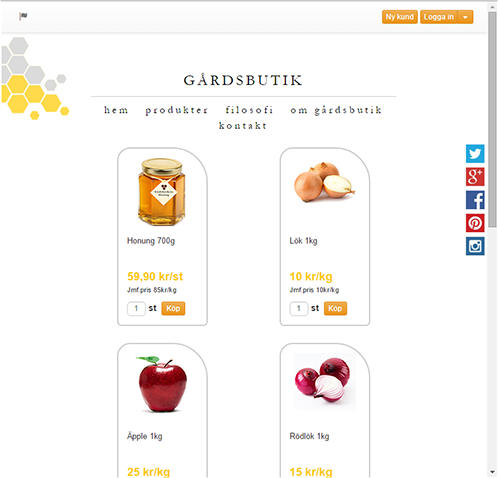 Ny kund Logga in
GÅRDSBUTIK
hem produkter filosofi om gårdsbutik
kontakt
Honung 700g
59,90 kr/st
Jmf.pris 85kr/kg
1 st Köp
Lök 1kg
10 kr/kg
Jmf.pris 10kr/kg
1 st Köp
Äpple 1kg
25 kr/kg
Rödlök 1kg
15 kr/kg